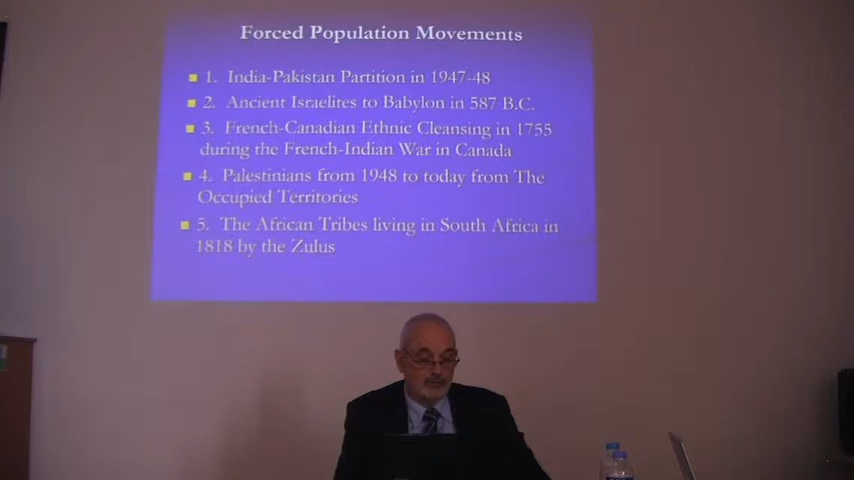 Forced Population Movements
1. India-Pakistan Partition in 1947-48
2. Ancient Israelites to Babylon in 587 B.C.
3. French-Canadian Ethnic Cleansing in 1755
during the French-Indian War in Canada
4. Palestinians from 1948 to today from The
Occupied Territories
5. The African Tribes living in South Africa in
1818 by the Zulus